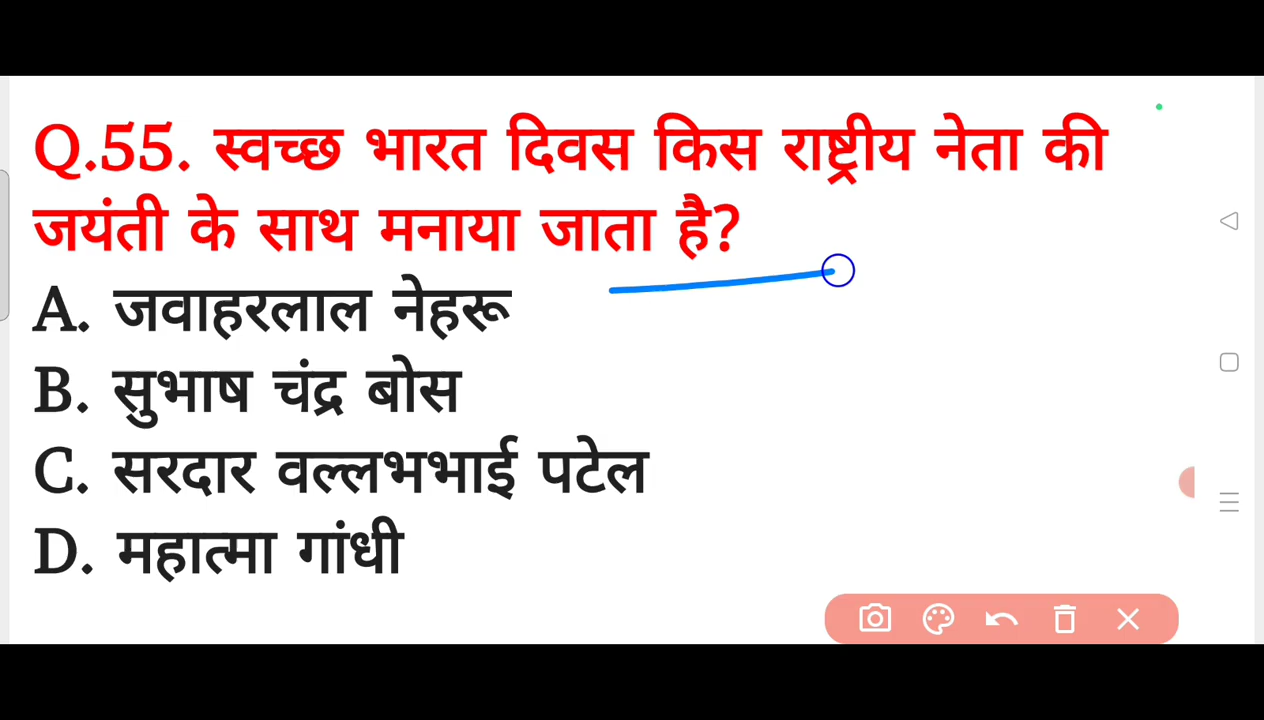 Q.55. स्वच्छ भारत दिवस किस राष्ट्रीय नेता की
जयंती के साथ मनाया जाता है?
A. जवाहरलाल नेहरू
B. सुभाष चंद्र बोस
C. सरदार वल्लभभाई पटेल
D. महात्मा गांधी